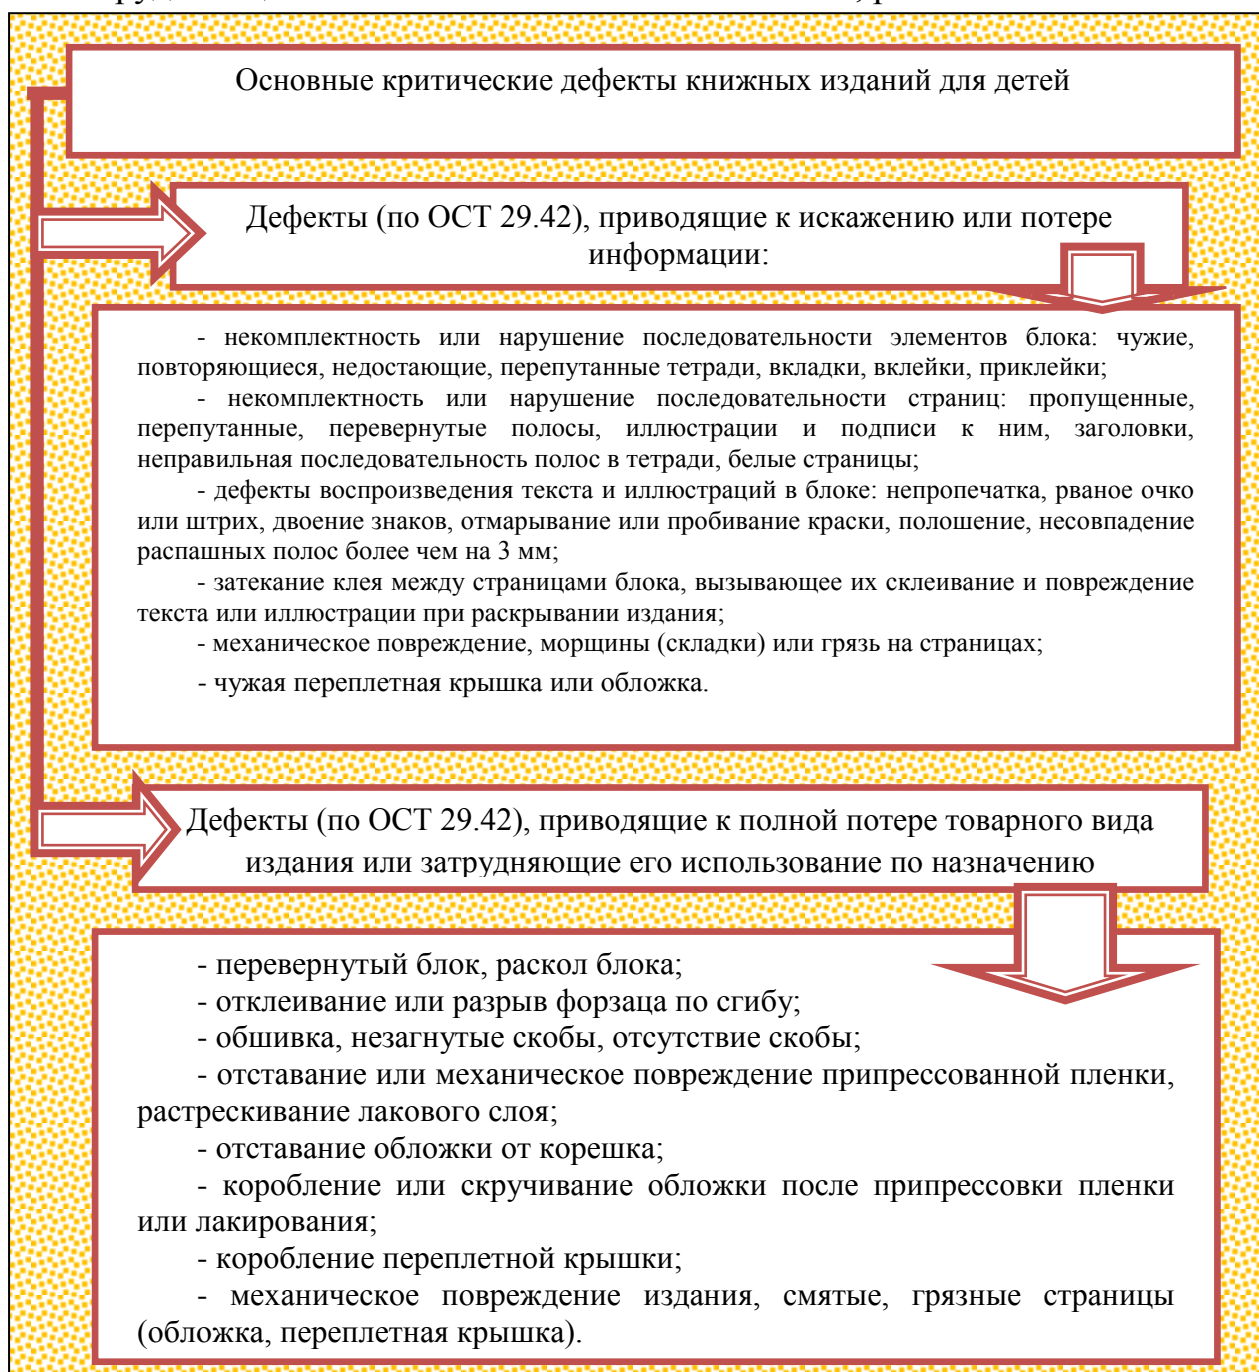 Основные критические дефекты книжных изданий для детей
Дефекты (по ОСТ 29.42), приводящие к искажению или потере
информации:
- некомплектность или нарушение последовательности элементов блока: чужие,
повторяющиеся, недостающие, перепутанные тетради, вкладки, вклейки, приклейки;
- некомплектность или нарушение последовательности страниц: пропущенные,
перепутанные, перевернутые полосы, иллюстрации и подписи к ним, заголовки,
неправильная последовательность полос в тетради, белые страницы;
- дефекты воспроизведения текста и иллюстраций в блоке: непропечатка, рваное очко
или штрих, двоение знаков, отмарывание или пробивание краски, полошение, несовпадение
распашных полос более чем на 3 мм;
- затекание клея между страницами блока, вызывающее их склеивание и повреждение
текста или иллюстрации при раскрывании издания;
- механическое повреждение, морщины (складки) или грязь на страницах;
- чужая переплетная крышка или обложка.
Дефекты (по ОСТ 29.42), приводящие к полной потере товарного вида
издания или затрудняющие его использование по назначению
- перевернутый блок, раскол блока;
- отклеивание или разрыв форзаца по сгибу;
- обшивка, незагнутые скобы, отсутствие скобы;
- отставание или механическое повреждение припрессованной пленки,
растрескивание лакового слоя;
- отставание обложки от корешка;
- коробление или скручивание обложки после припрессовки пленки
или лакирования;
- коробление переплетной крышки;
- механическое повреждение издания, смятые, грязные страницы
(обложка, переплетная крышка).